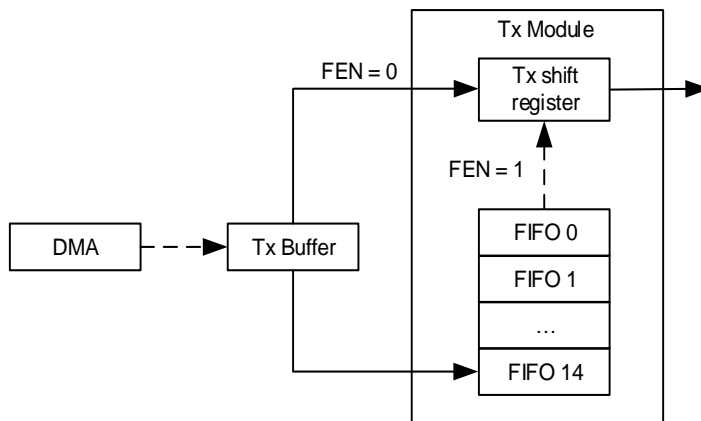 Tx Module
FEN = 0
Tx shift
register
FEN = 1
DMA
Tx Buffer
FIFO 0
FIFO 1
...
FIFO 14